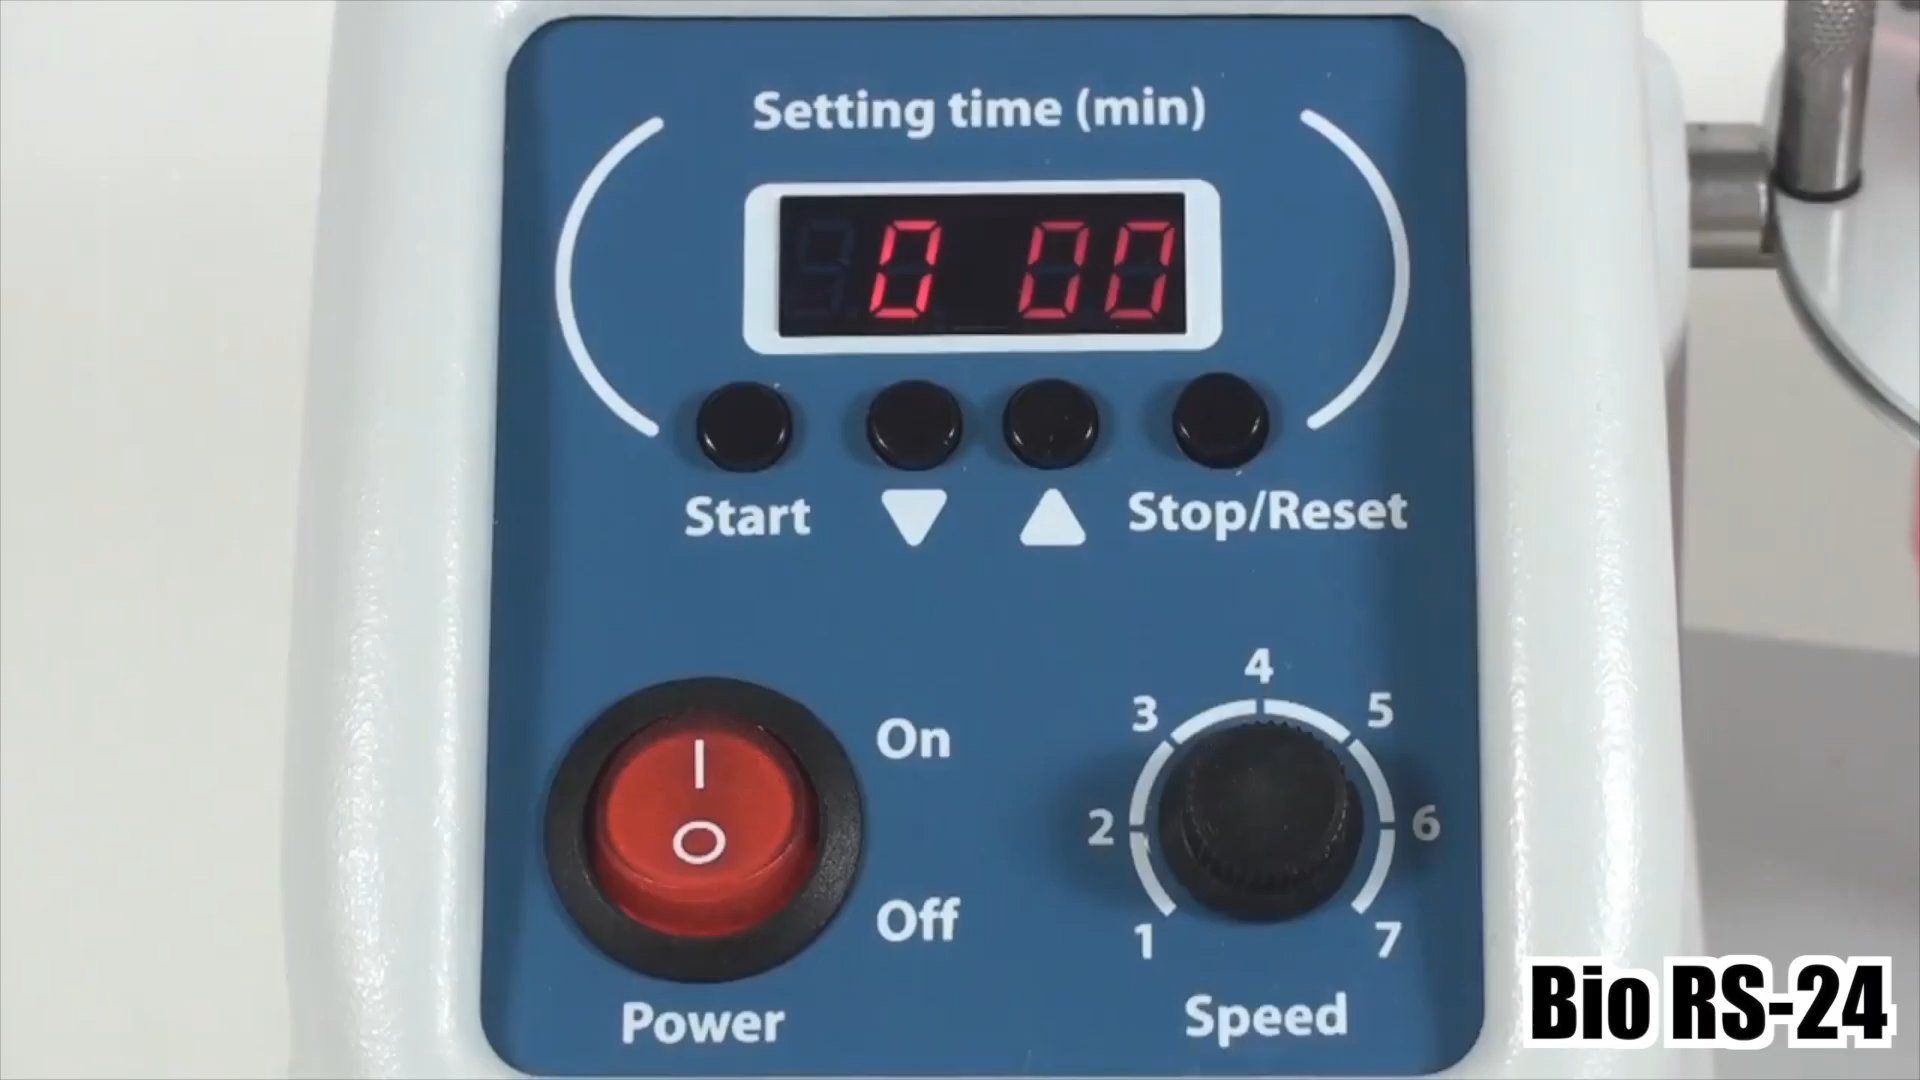 Setting time (min)
0 00
Start ▼ ▲ Stop/Reset
4
3 5
On
2 6
Off
1 7
Power Speed
Bio RS-24